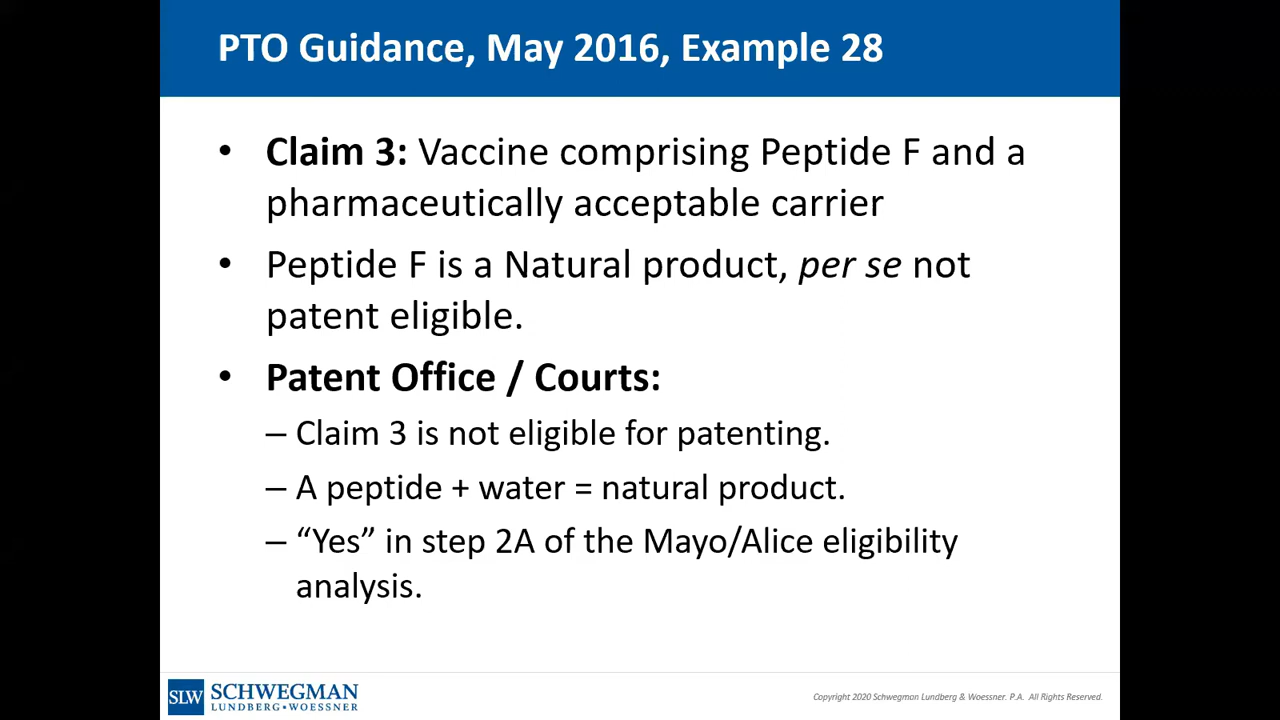 PTO Guidance, May 2016, Example 28
• Claim 3: Vaccine comprising Peptide F and a
pharmaceutically acceptable carrier
• Peptide F is a Natural product, per se not
patent eligible.
• Patent Office / Courts:
– Claim 3 is not eligible for patenting.
– A peptide + water = natural product.
– “Yes” in step 2A of the Mayo/Alice eligibility
analysis.
SLW SCHWEGMAN
LUNDBERG ▪ WOESSNER
Copyright 2020 Schwegman Lundberg & Woessner. P.A. All Rights Reserved.